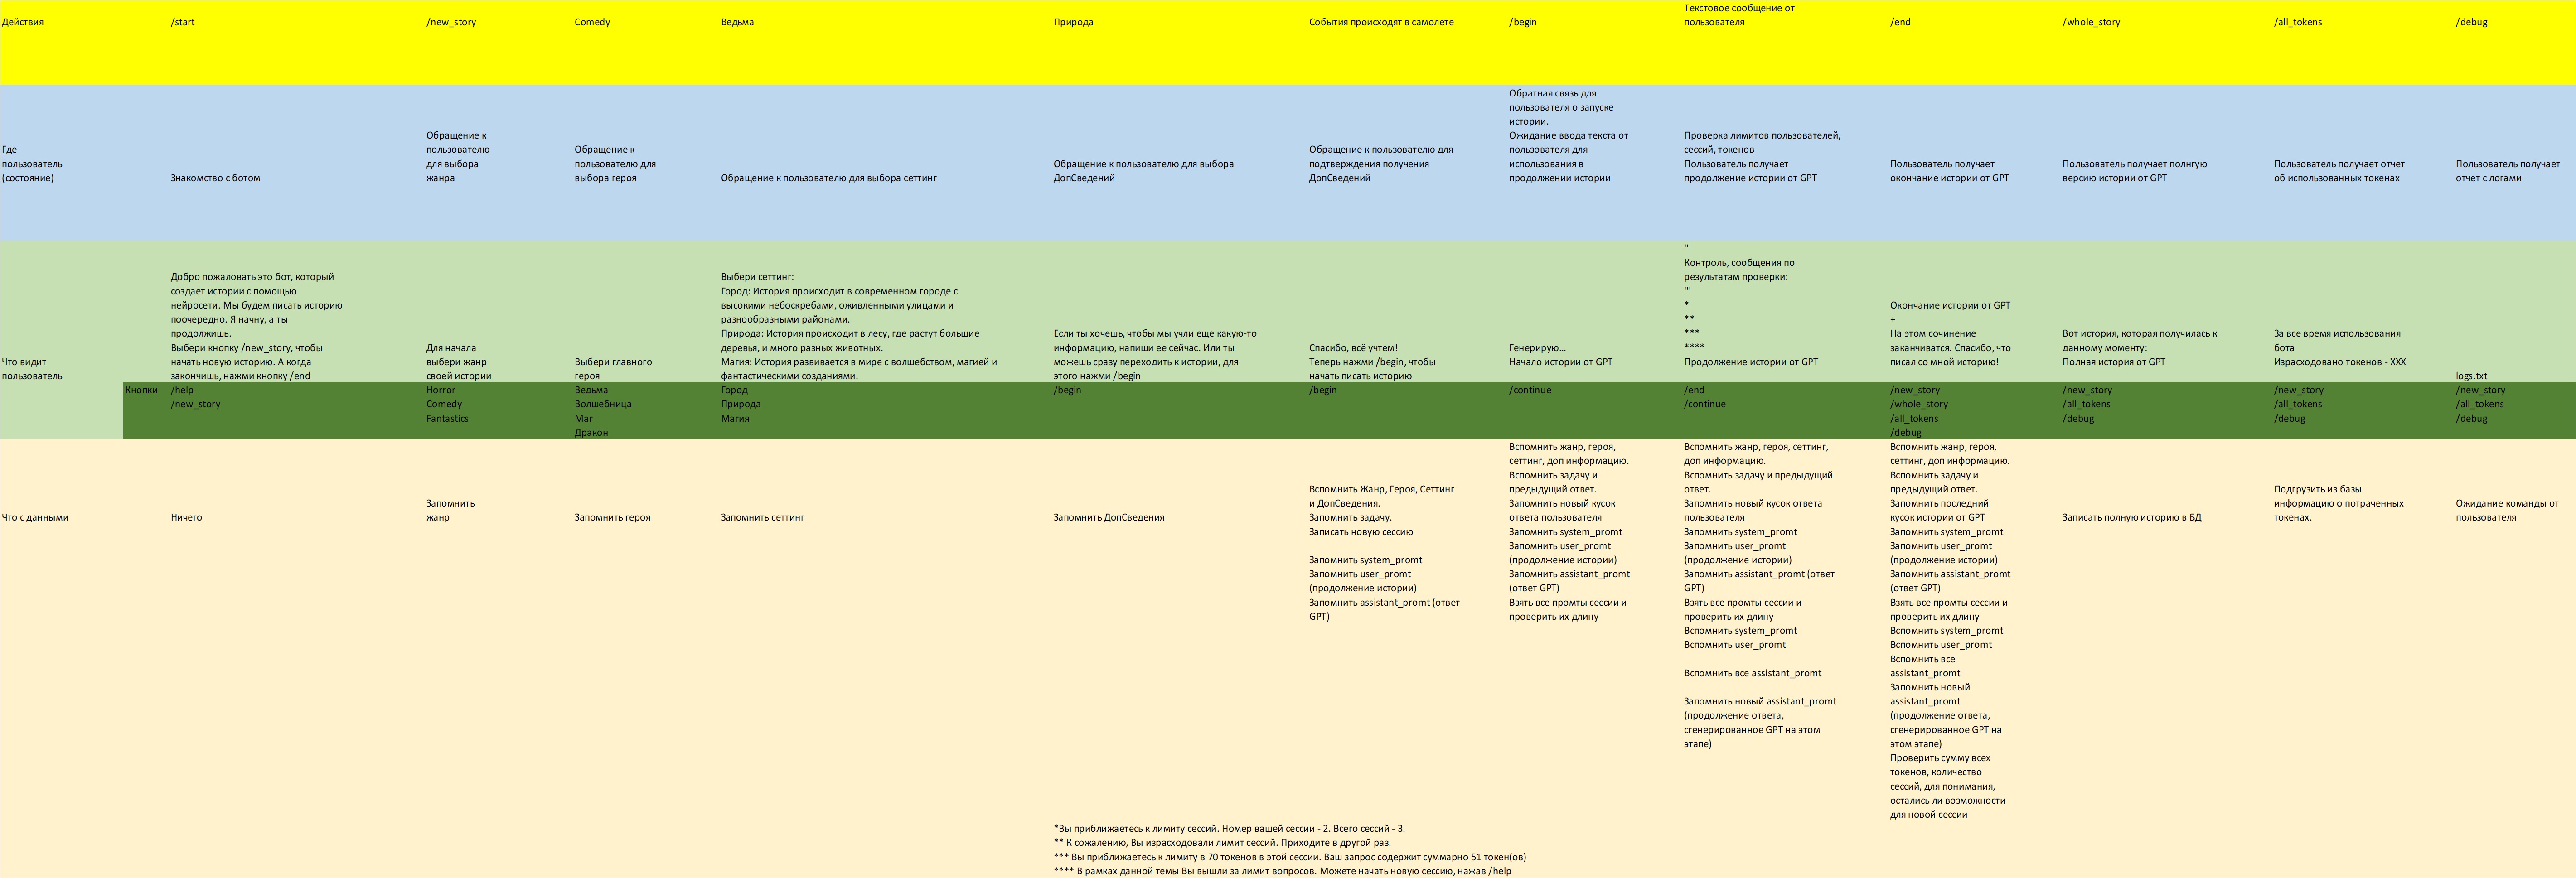 Действия
/start
/new_story
Comedy
Ведьма
Природа
События происходят в самолете
/begin
Текстовое сообщение от
пользователя
/end
/whole_story
/all_tokens
/debug
Где
пользователь
(состояние)
Знакомство с ботом
Обращение к
пользователю
для выбора
жанра
Обращение к
пользователю для
выбора героя
Обращение к пользователю для выбора сеттинг
Обращение к пользователю для выбора
ДопСведений
Обращение к пользователю для
подтверждения получения
ДопСведений
Обратная связь для
пользователя о запуске
истории.
Ожидание ввода текста от
пользователя для
использования в
продолжении истории
Проверка лимитов пользователей,
сессий, токенов
Пользователь получает
продолжение истории от GPT
Пользователь получает
окончание истории от GPT
Пользователь получает полнгую
версию истории от GPT
Пользователь получает отчет
об использованных токенах
Пользователь получает
отчет с логами
Что видит
пользователь
Добро пожаловать это бот, который
создает истории с помощью
нейросети. Мы будем писать историю
поочередно. Я начну, а ты
продолжишь.
Выбери кнопку /new_story, чтобы
начать новую историю. А когда
закончишь, нажми кнопку /end
Для начала
выбери жанр
своей истории
Выбери главного
героя
Выбери сеттинг:
Город: История происходит в современном городе с
высокими небоскребами, оживленными улицами и
разнообразными районами.
Природа: История происходит в лесу, где растут большие
деревья, и много разных животных.
Магия: История развивается в мире с волшебством, магией и
фантастическими созданиями.
Если ты хочешь, чтобы мы учли еще какую-то
информацию, напиши ее сейчас. Или ты
можешь сразу переходить к истории, для
этого нажми /begin
Спасибо, всё учтем!
Теперь нажми /begin, чтобы
начать писать историю
Генерирую...
Начало истории от GPT
"
Контроль, сообщения по
результатам проверки:
'"
*
**
***
****
Продолжение истории от GPT
Окончание истории от GPT
+
На этом сочинение
заканчиватся. Спасибо, что
писал со мной историю!
Вот история, которая получилась к
данному моменту:
Полная история от GPT
За все время использования
бота
Израсходовано токенов - XXX
logs.txt
Кнопки
/help
/new_story
Horror
Comedy
Fantastics
Ведьма
Волшебница
Маг
Дракон
Город
Природа
Магия
/begin
/begin
/continue
/end
/continue
/new_story
/whole_story
/all_tokens
/debug
/new_story
/all_tokens
/debug
/new_story
/all_tokens
/debug
/new_story
/all_tokens
/debug
Что с данными
Ничего
Запомнить
жанр
Запомнить героя
Запомнить сеттинг
Запомнить ДопСведения
Вспомнить Жанр, Героя, Сеттинг
и ДопСведения.
Запомнить задачу.
Записать новую сессию
Запомнить system_promt
Запомнить user_promt
(продолжение истории)
Запомнить assistant_promt (ответ
GPT)
Вспомнить жанр, героя,
сеттинг, доп информацию.
Вспомнить задачу и
предыдущий ответ.
Запомнить новый кусок
ответа пользователя
Запомнить system_promt
Запомнить user_promt
(продолжение истории)
Запомнить assistant_promt
(ответ GPT)
Взять все промты сессии и
проверить их длину
Вспомнить жанр, героя, сеттинг,
доп информацию.
Вспомнить задачу и предыдущий
ответ.
Запомнить новый кусок ответа
пользователя
Запомнить system_promt
Запомнить user_promt
(продолжение истории)
Запомнить assistant_promt (ответ
GPT)
Взять все промты сессии и
проверить их длину
Вспомнить system_promt
Вспомнить user_promt
Вспомнить все assistant_promt
Запомнить новый assistant_promt
(продолжение ответа,
сгенерированное GPT на этом
этапе)
Вспомнить жанр, героя,
сеттинг, доп информацию.
Вспомнить задачу и
предыдущий ответ.
Запомнить последний
кусок истории от GPT
Запомнить system_promt
Запомнить user_promt
(продолжение истории)
Запомнить assistant_promt
(ответ GPT)
Взять все промты сессии и
проверить их длину
Вспомнить system_promt
Вспомнить user_promt
Вспомнить все
assistant_promt
Запомнить новый
assistant_promt
(продолжение ответа,
сгенерированное GPT на
этом этапе)
Проверить сумму всех
токенов, количество
сессий, для понимания,
остались ли возможности
для новой сессии
Записать полную историю в БД
Подгрузить из базы
информацию о потраченных
токенах.
Ожидание команды от
пользователя
*Вы приближаетесь к лимиту сессий. Номер вашей сессии - 2. Всего сессий - 3.
** К сожалению, Вы израсходовали лимит сессий. Приходите в другой раз.
*** Вы приближаетесь к лимиту в 70 токенов в этой сессии. Ваш запрос содержит суммарно 51 токен(ов)
**** В рамках данной темы Вы вышли за лимит вопросов. Можете начать новую сессию, нажав /help